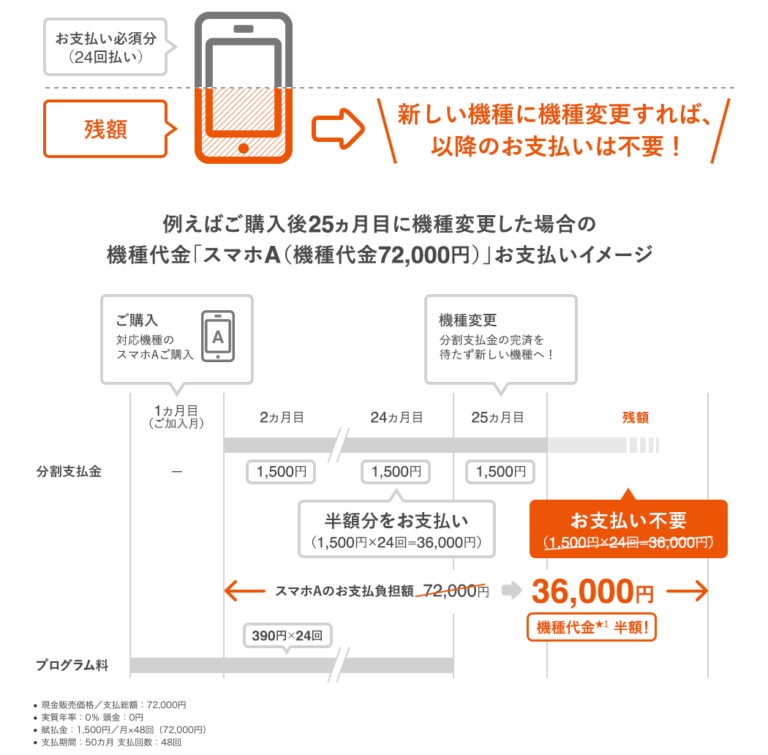 お支払い必須分
（24回払い）
残額
新しい機種に機種変更すれば、
以降のお支払いは不要！
例えばご購入後25ヵ月目に機種変更した場合の
機種代金「スマホA（機種代金72,000円）」お支払いイメージ
ご購入
対応機種の
スマホAご購入
A
機種変更
分割支払金の完済を
待たず新しい機種へ！
1ヵ月目
（ご加入月）
2カ月目
24カ月目
25カ月目
残額
分割支払金
－
1,500円
1,500円
1,500円
半額分をお支払い
（1,500円×24回=36,000円）
お支払い不要
（1,500円×24回=36,000円）
スマホAのお支払負担額 72,000円
36,000円
機種代金★1 半額！
390円×24回
プログラム料
● 現金販売価格／支払総額：72,000円
● 実質年率：0％ 頭金：0円
● 賦払金：1,500円／月×48回（72,000円）
● 支払期間：50カ月 支払回数：48回